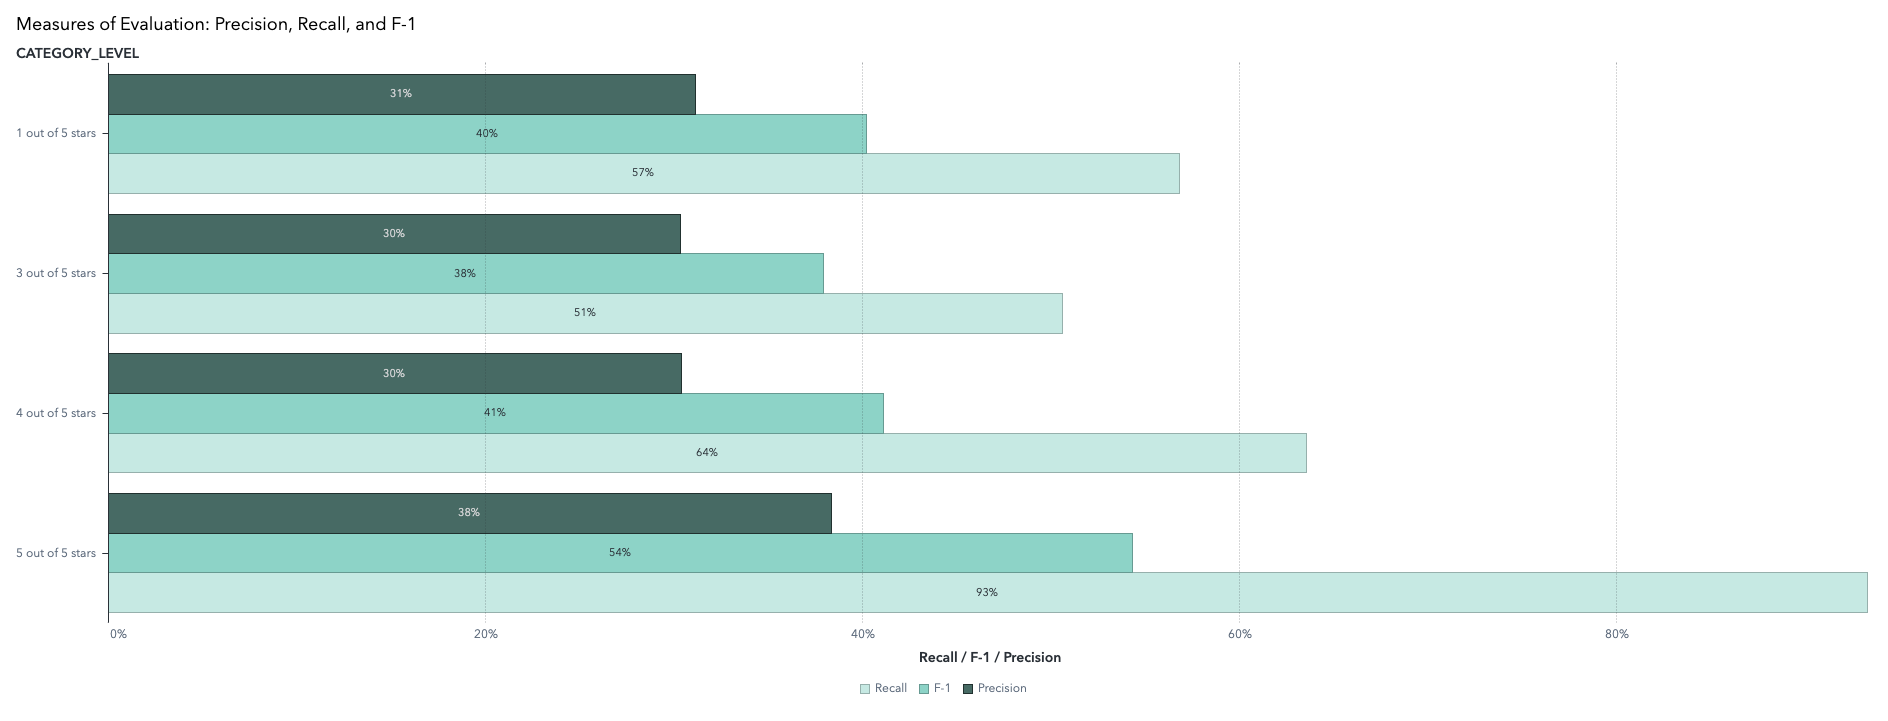 Measures of Evaluation: Precision, Recall, and F-1
CATEGORY_LEVEL
31%
1 out of 5 stars
40%
57%
30%
3 out of 5 stars
38%
51%
30%
4 out of 5 stars
41%
64%
38%
5 out of 5 stars
54%
93%
0% 20% 40% 60% 80%
Recall / F-1 / Precision
Recall F-1 Precision